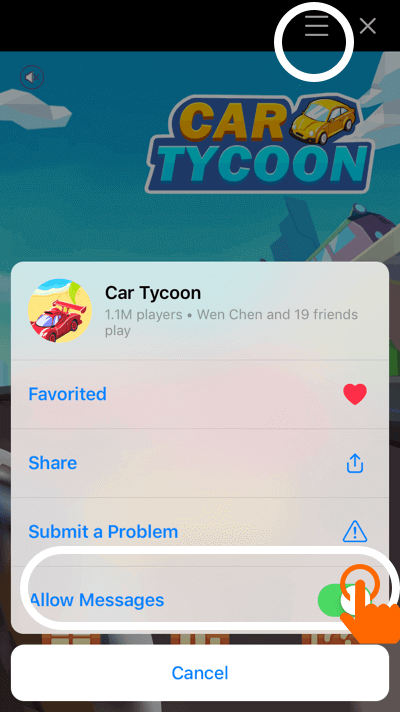 CAR
TYCOON
Car Tycoon
1.1M players • Wen Chen and 19 friends
play
Favorited
Share
Submit a Problem
Allow Messages
Cancel